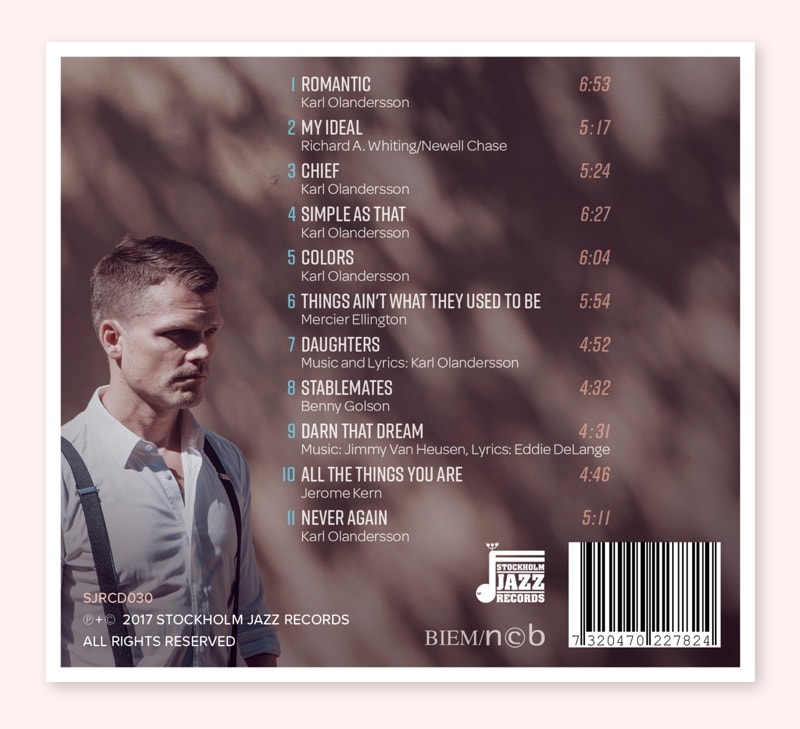 1 ROMANTIC 6:53
Karl Olandersson
2 MY IDEAL 5:17
Richard A. Whiting/Newell Chase
3 CHIEF 5:24
Karl Olandersson
4 SIMPLE AS THAT 6:27
Karl Olandersson
5 COLORS 6:04
Karl Olandersson
6 THINGS AIN'T WHAT THEY USED TO BE 5:54
Mercier Ellington
7 DAUGHTERS 4:52
Music and Lyrics: Karl Olandersson
8 STABLEMATES 4:32
Benny Golson
9 DARN THAT DREAM 4:31
Music: Jimmy Van Heusen, Lyrics: Eddie DeLange
10 ALL THE THINGS YOU ARE 4:46
Jerome Kern
11 NEVER AGAIN 5:11
Karl Olandersson
STOCKHOLM
JAZZ
RECORDS
SJRCD030
℗+© 2017 STOCKHOLM JAZZ RECORDS
ALL RIGHTS RESERVED
BIEM/n©b
7 320470 227824